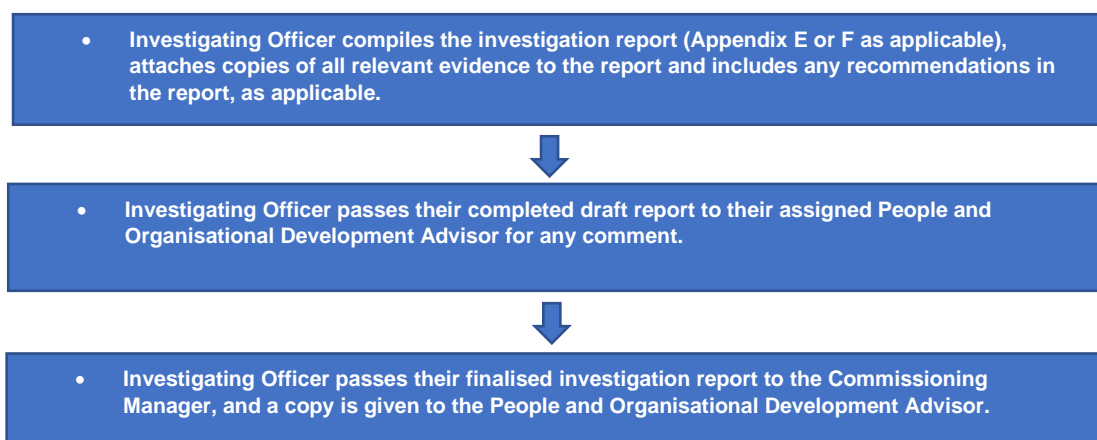 • Investigating Officer compiles the investigation report (Appendix E or F as applicable),
attaches copies of all relevant evidence to the report and includes any recommendations in
the report, as applicable.
• Investigating Officer passes their completed draft report to their assigned People and
Organisational Development Advisor for any comment.
• Investigating Officer passes their finalised investigation report to the Commissioning
Manager, and a copy is given to the People and Organisational Development Advisor.